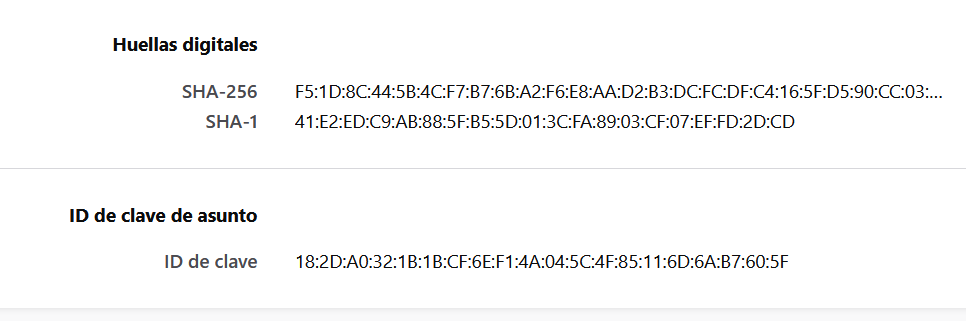 Huellas digitales
SHA-256 F5:1D:8C:44:5B:4C:F7:B7:6B:A2:F6:E8:AA:D2:B3:DC:FC:DF:C4:16:5F:D5:90:CC:03:...
SHA-1 41:E2:ED:C9:AB:88:5F:B5:5D:01:3C:FA:89:03:CF:07:EF:FD:2D:CD
ID de clave de asunto
ID de clave 18:2D:A0:32:1B:1B:CF:6E:F1:4A:04:5C:4F:85:11:6D:6A:B7:60:5F